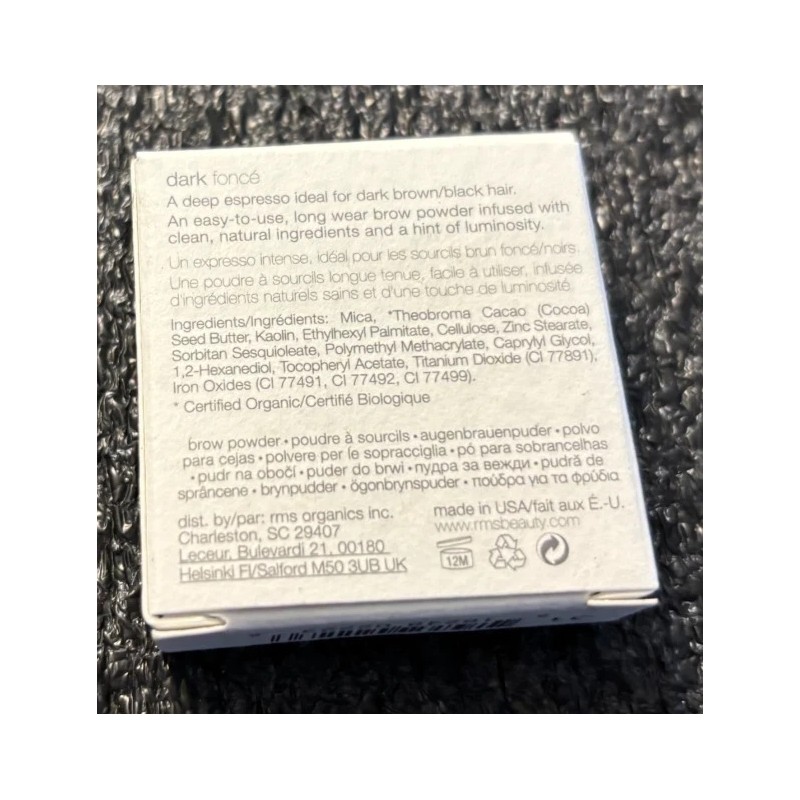 dark foncé
A deep espresso ideal for dark brown/black hair.
An easy-to-use, long wear brow powder infused with
clean, natural ingredients and a hint of luminosity.
Un expresso intense, idéal pour les sourcils brun foncé/noirs.
Une poudre à sourcils longue tenue, facile à utiliser, infusée
d'ingrédients naturels sains et d'une touche de luminosité.
Ingredients/Ingrédients: Mica, *Theobroma Cacao (Cocoa)
Seed Butter, Kaolin, Ethylhexyl Palmitate, Cellulose, Zinc Stearate,
Sorbitan Sesquioleate, Polymethyl Methacrylate, Caprylyl Glycol,
1,2-Hexanediol, Tocopheryl Acetate, Titanium Dioxide (CI 77891),
Iron Oxides (CI 77491, CI 77492, CI 77499).
* Certified Organic/Certifié Biologique
brow powder • poudre à sourcils • augenbrauenpuder • polvo
para cejas • polvere per le sopracciglia • pó para sobrancelhas
• pudr na obočí • puder do brwi • пудра за вежди • pudră de
sprâncene • brynpudder • ögonbrynspuder • πούδρα για τα φρύδια
dist. by/par: rms organics inc.
Charleston, SC 29407
Leceur, Bulevardi 21, 00180
Helsinki FI/Salford M50 3UB UK
made in USA/fait aux É.-U.
www.rmsbeauty.com
12M